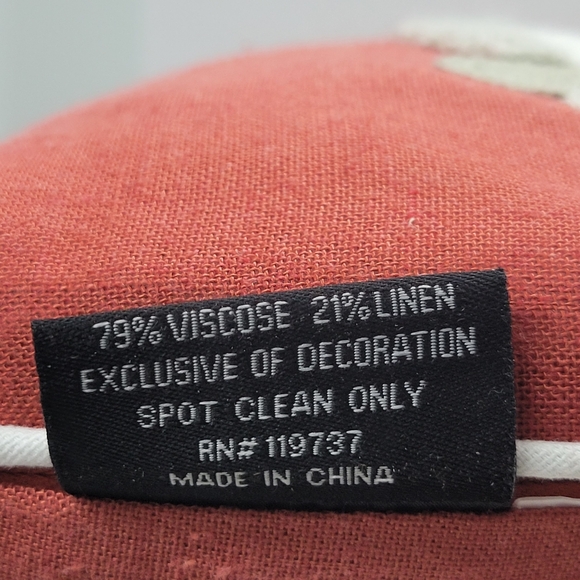 79% VISCOSE 21% LINEN
EXCLUSIVE OF DECORATION
SPOT CLEAN ONLY
RN# 119737
MADE IN CHINA